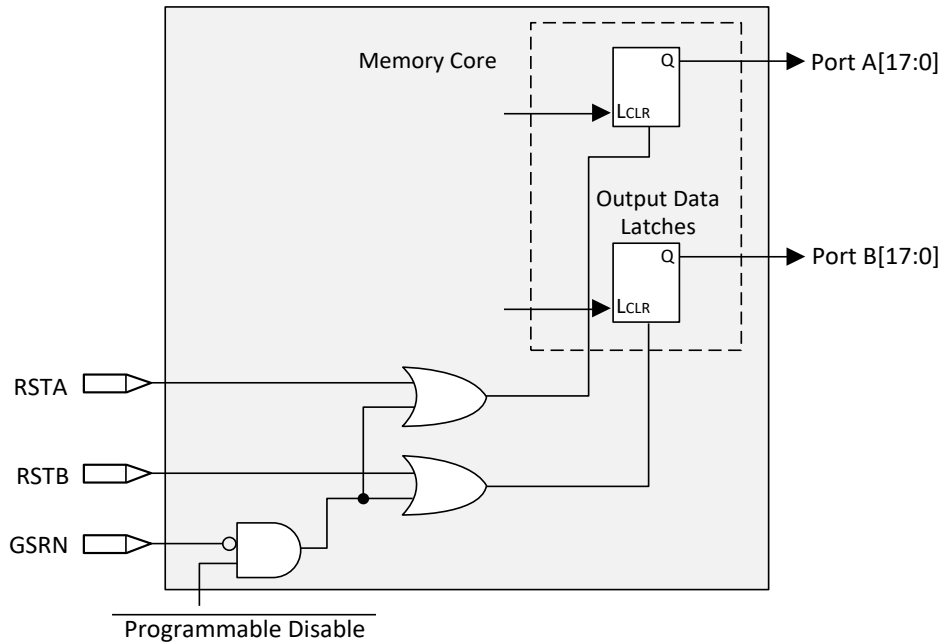 Memory Core
Q
Port A[17:0]
LCLR
Output Data
Latches
Q
Port B[17:0]
LCLR
RSTA
RSTB
GSRN
Programmable Disable